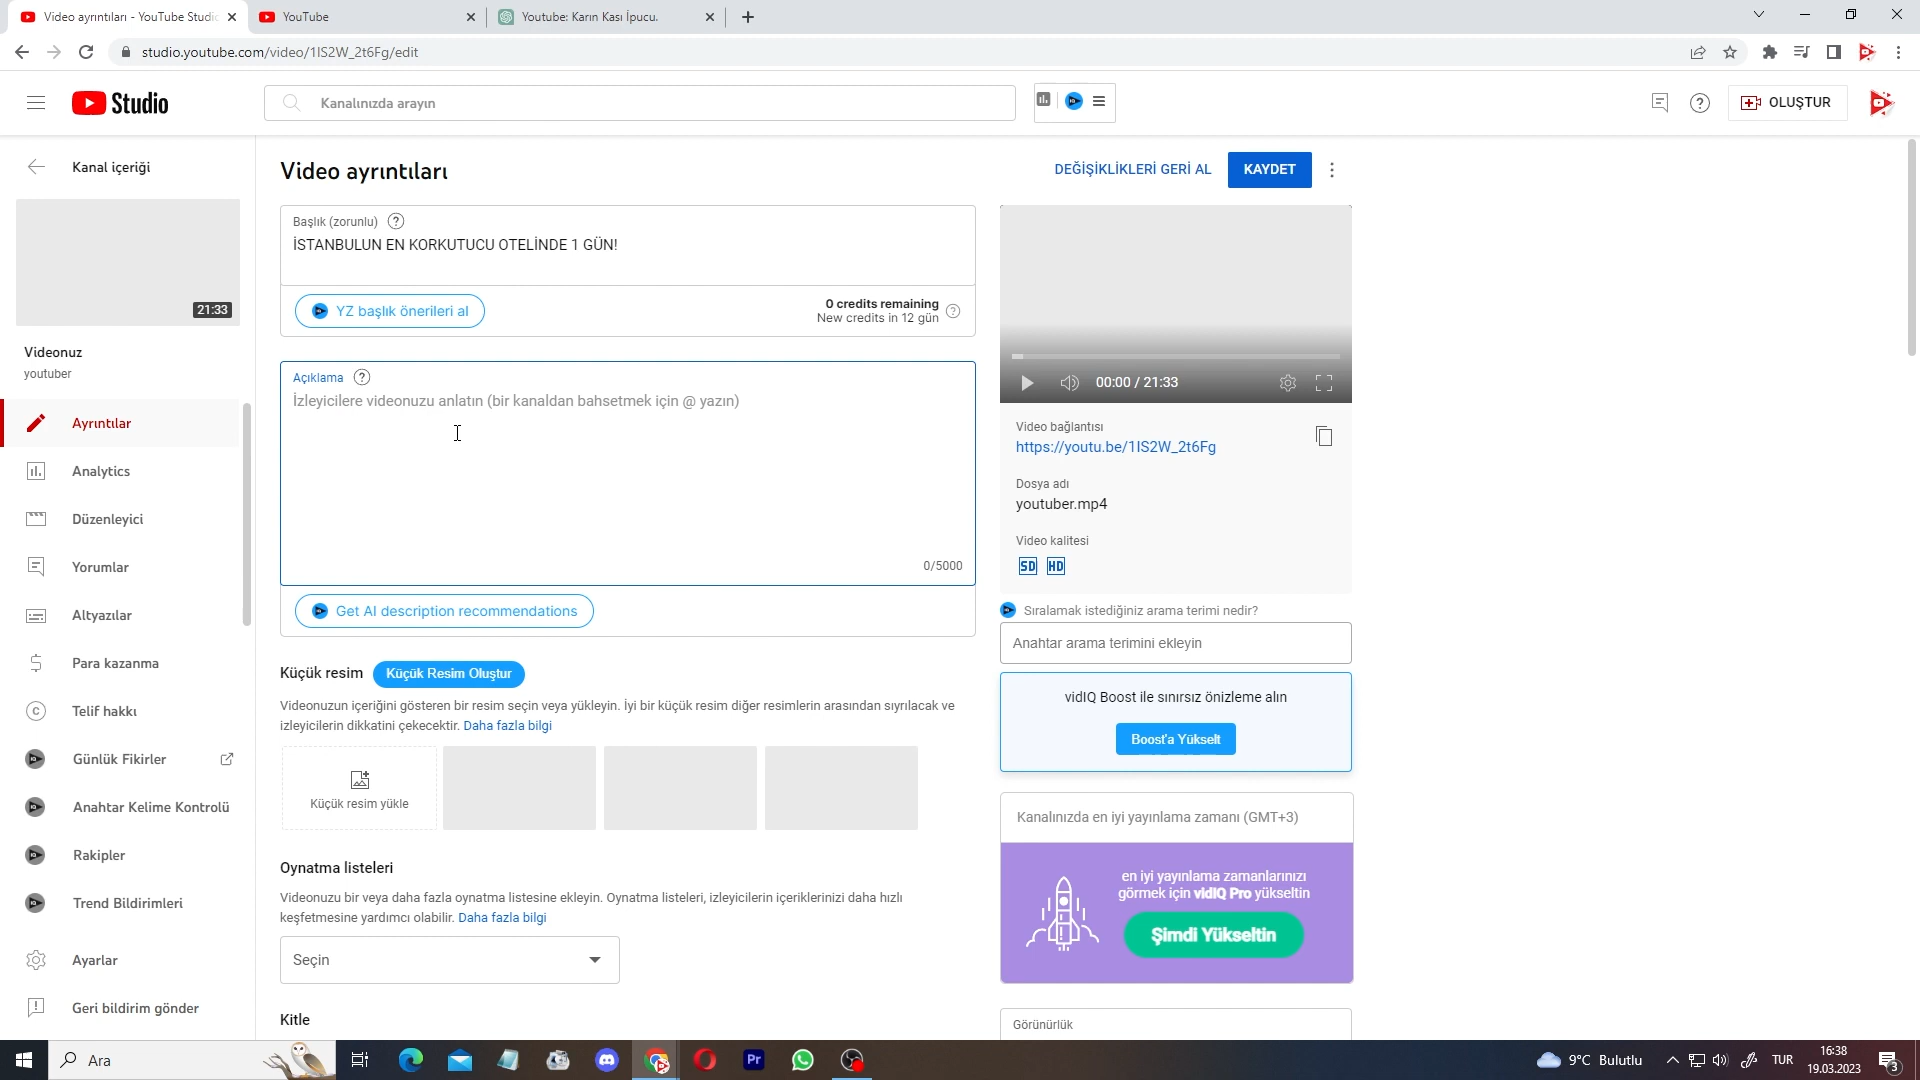 Video ayrıntıları - YouTube Studio
YouTube
Youtube: Karın Kası İpucu.
studio.youtube.com/video/1IS2W_2t6Fg/edit
Studio
Kanalınızda arayın
OLUŞTUR
Kanal içeriği
21:33
Videonuz
youtuber
Ayrıntılar
Analytics
Düzenleyici
Yorumlar
Altyazılar
Para kazanma
Telif hakkı
Günlük Fikirler
Anahtar Kelime Kontrolü
Rakipler
Trend Bildirimleri
Ayarlar
Geri bildirim gönder
Video ayrıntıları
DEĞİŞİKLİKLERİ GERİ AL
KAYDET
Başlık (zorunlu)
İSTANBULUN EN KORKUTUCU OTELİNDE 1 GÜN!
YZ başlık önerileri al
0 credits remaining
New credits in 12 gün
Açıklama
İzleyicilere videonuzu anlatın (bir kanaldan bahsetmek için @ yazın)
0/5000
Get AI description recommendations
Küçük resim
Küçük Resim Oluştur
Videonuzun içeriğini gösteren bir resim seçin veya yükleyin. İyi bir küçük resim diğer resimlerin arasından sıyrılacak ve
izleyicilerin dikkatini çekecektir. Daha fazla bilgi
Küçük resim yükle
Oynatma listeleri
Videonuzu bir veya daha fazla oynatma listesine ekleyin. Oynatma listeleri, izleyicilerin içeriklerinizi daha hızlı
keşfetmesine yardımcı olabilir. Daha fazla bilgi
Seçin
Kitle
00:00 / 21:33
Video bağlantısı
https://youtu.be/1IS2W_2t6Fg
Dosya adı
youtuber.mp4
Video kalitesi
SD HD
Sıralamak istediğiniz arama terimi nedir?
Anahtar arama terimini ekleyin
vidIQ Boost ile sınırsız önizleme alın
Boost'a Yükselt
Kanalınızda en iyi yayınlama zamanı (GMT+3)
en iyi yayınlama zamanlarınızı
görmek için vidIQ Pro yükseltin
Şimdi Yükseltin
Görünürlük
Ara
Pr
9°C Bulutlu
TUR
16:38
19.03.2023
3